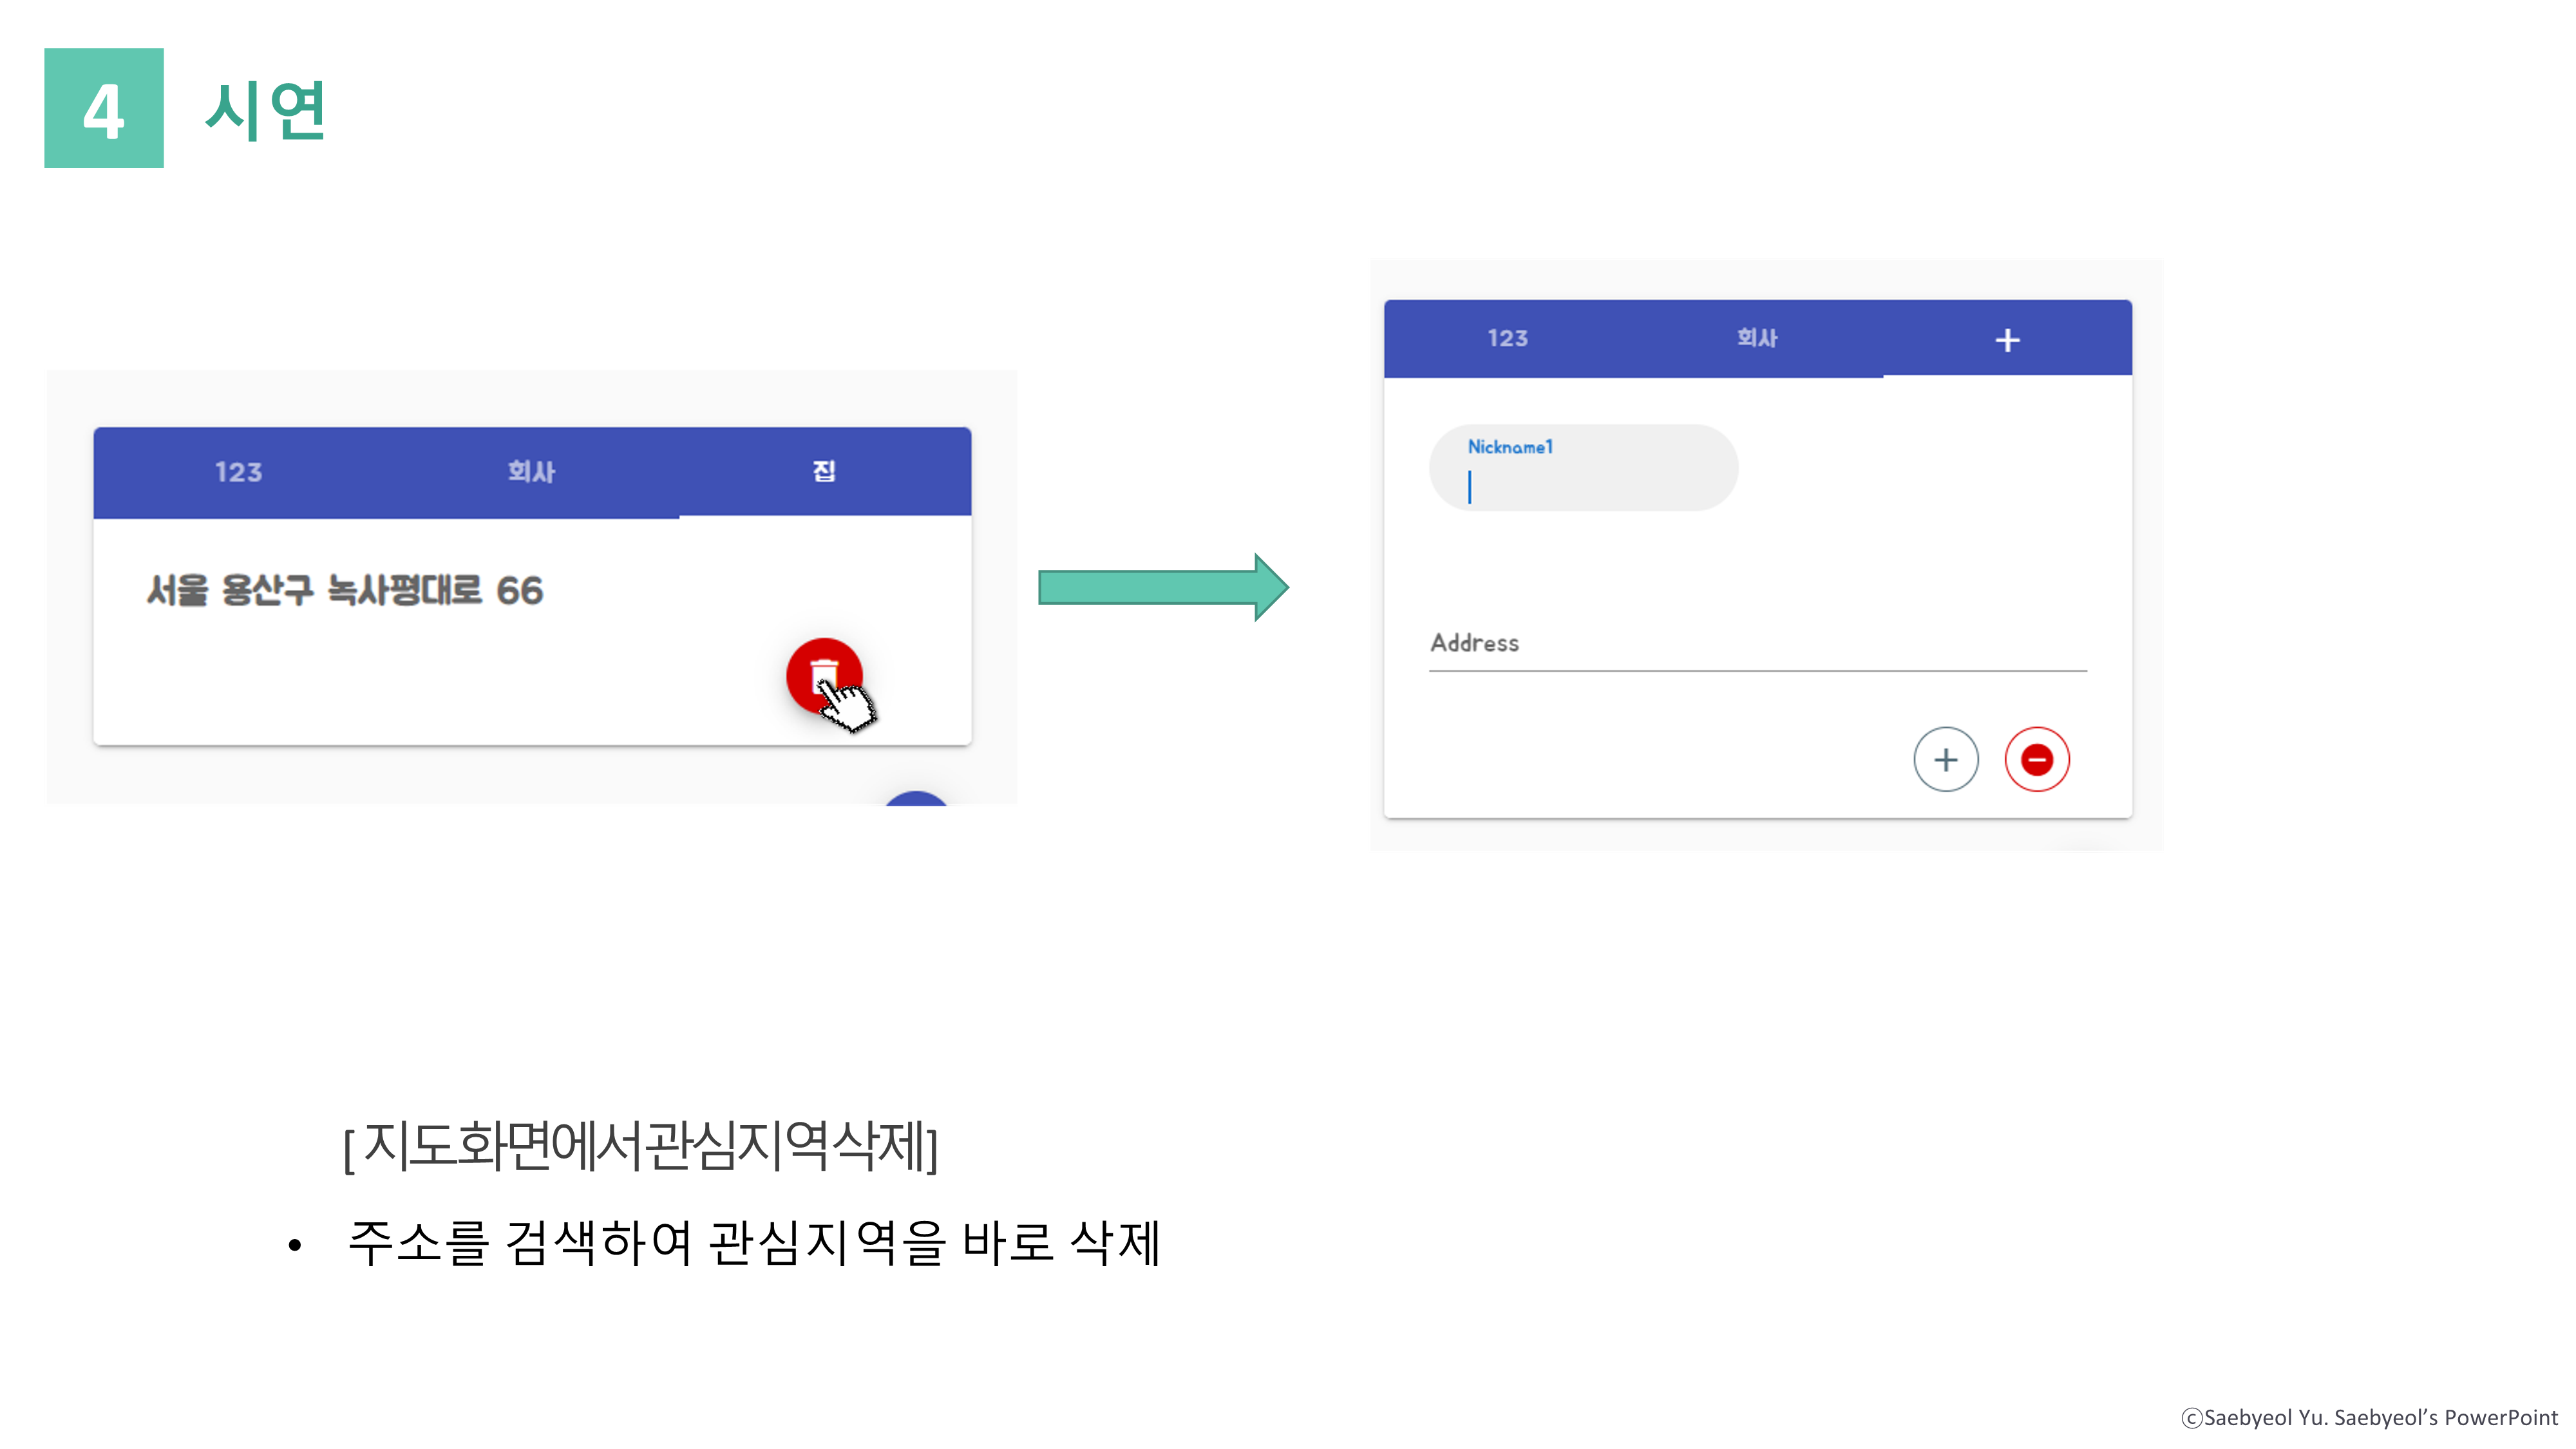 4 시연
123 회사 집
서울 용산구 녹사평대로 66
123 회사 +
Nickname1
Address
[지도화면에서관심지역삭제]
• 주소를 검색하여 관심지역을 바로 삭제
ⓒSaebyeol Yu. Saebyeol’s PowerPoint